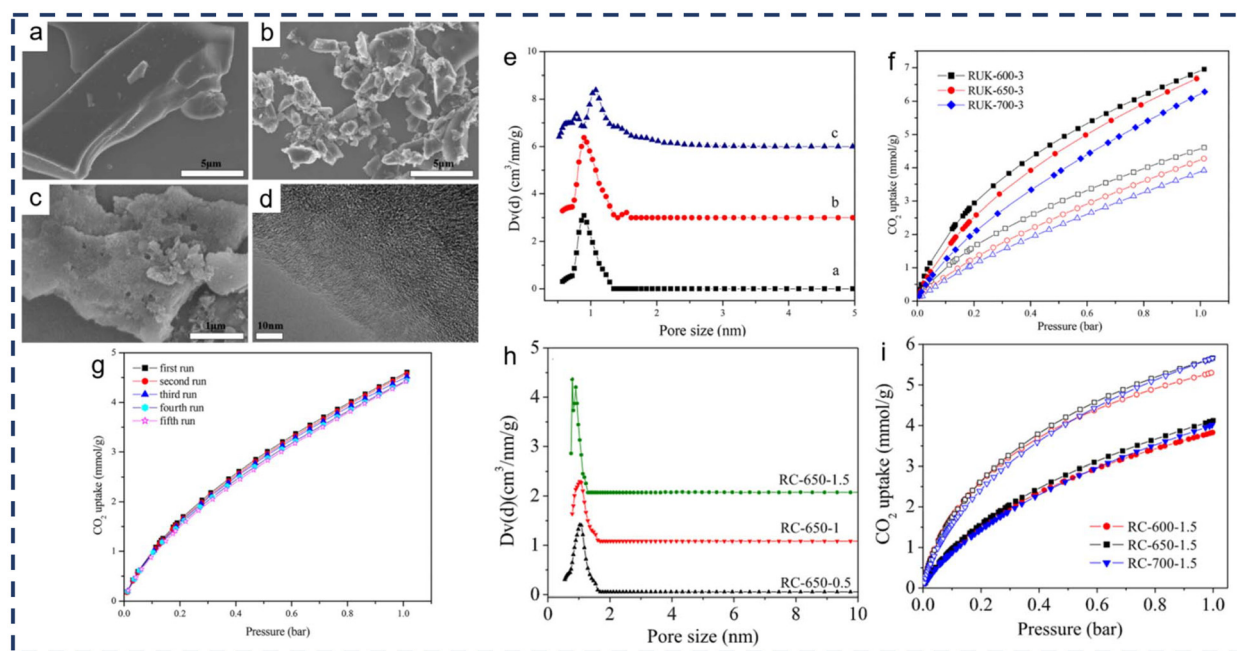 a
5μm
b
5μm
c
1μm
d
10nm
e
Dv(d) (cm³/nm/g)
10
8
6
4
2
0
c
b
a
0
1
2
3
4
5
Pore size (nm)
f
CO₂ uptake (mmol/g)
7
6
5
4
3
2
1
0
RUK-600-3
RUK-650-3
RUK-700-3
0.0
0.2
0.4
0.6
0.8
1.0
Pressure (bar)
g
CO₂ uptake (mmol/g)
5
4
3
2
1
0
first run
second run
third run
fourth run
fifth run
0.0
0.2
0.4
0.6
0.8
1.0
Pressure (bar)
h
Dv(d)(cm³/nm/g)
5
4
3
2
1
0
RC-650-1.5
RC-650-1
RC-650-0.5
0
2
4
6
8
10
Pore size (nm)
i
CO₂ uptake (mmol/g)
6
5
4
3
2
1
0
RC-600-1.5
RC-650-1.5
RC-700-1.5
0.0
0.2
0.4
0.6
0.8
1.0
Pressure (bar)